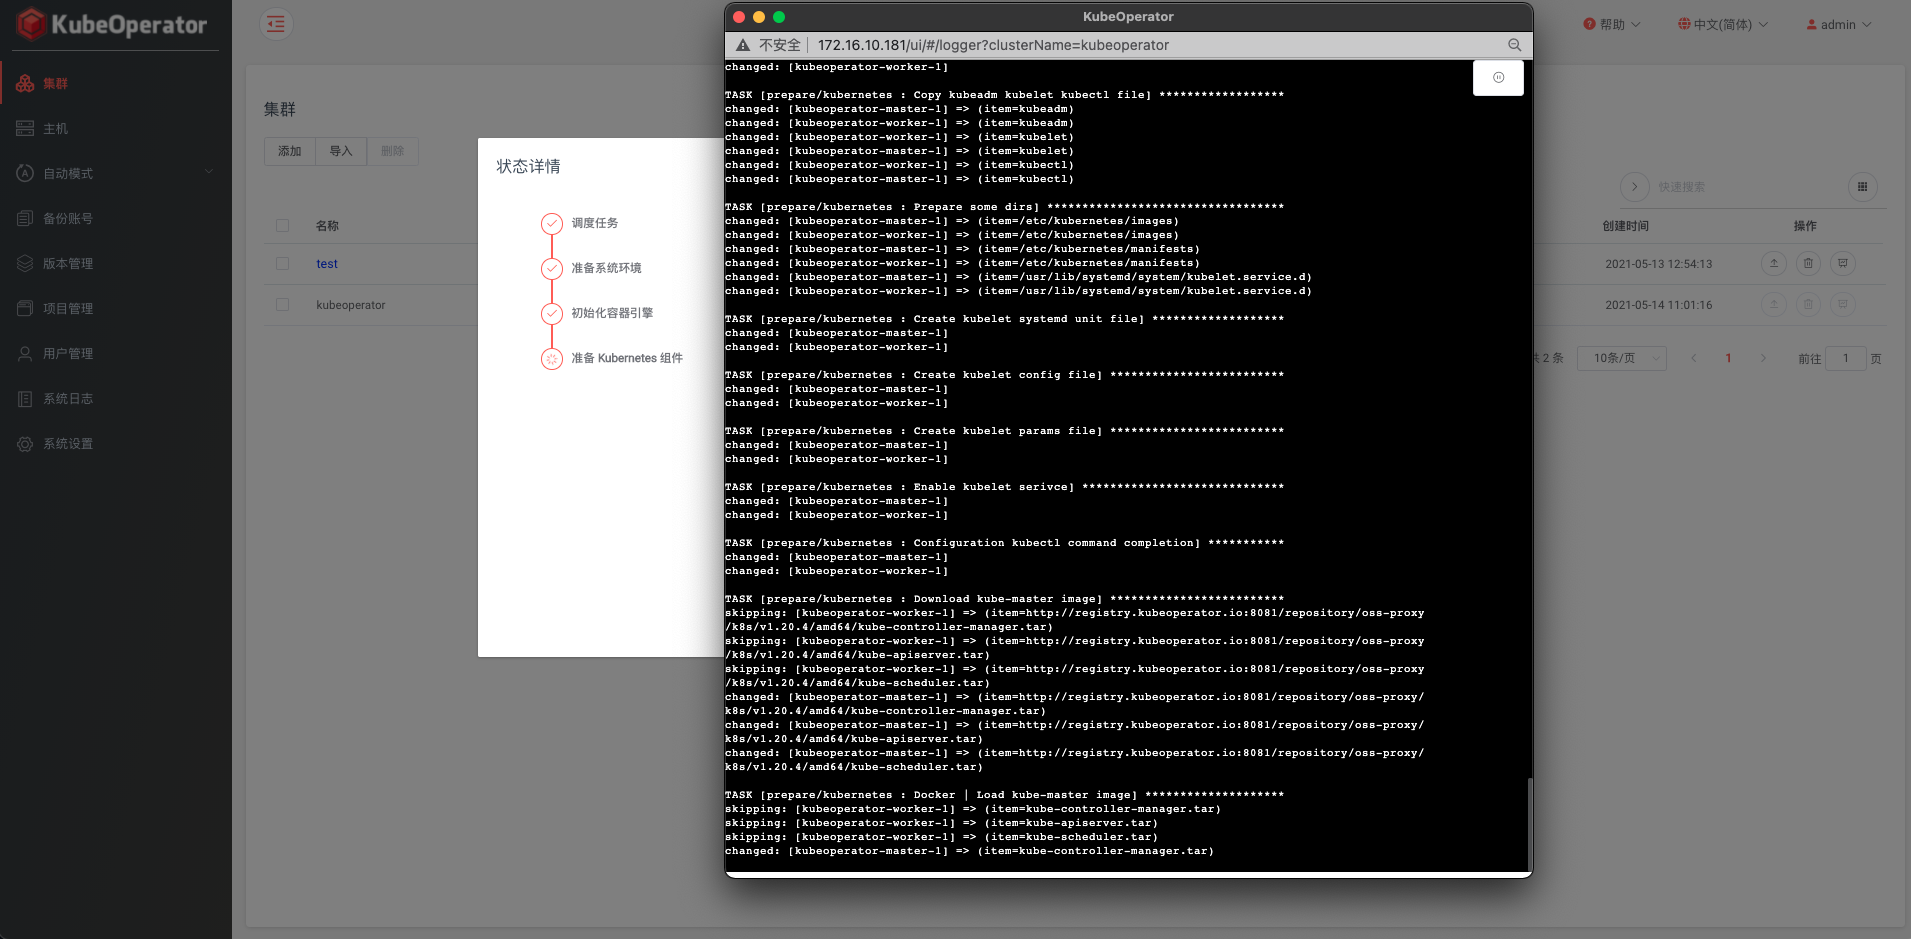 KubeOperator
集群
主机
自动模式
备份账号
版本管理
项目管理
用户管理
系统日志
系统设置
帮助
中文(简体)
admin
集群
添加
导入
删除
快速搜索
名称
创建时间
操作
test
2021-05-13 12:54:13
kubeoperator
2021-05-14 11:01:16
共 2 条
10条/页
1
前往
1
页
状态详情
调度任务
准备系统环境
初始化容器引擎
准备 Kubernetes 组件
KubeOperator
不安全
172.16.10.181/ui/#/logger?clusterName=kubeoperator
changed: [kubeoperator-worker-1]
TASK [prepare/kubernetes : Copy kubeadm kubelet kubectl file] ******************
changed: [kubeoperator-master-1] => (item=kubeadm)
changed: [kubeoperator-worker-1] => (item=kubeadm)
changed: [kubeoperator-master-1] => (item=kubelet)
changed: [kubeoperator-worker-1] => (item=kubelet)
changed: [kubeoperator-master-1] => (item=kubectl)
changed: [kubeoperator-worker-1] => (item=kubectl)
TASK [prepare/kubernetes : Prepare some dirs] **********************************
changed: [kubeoperator-master-1] => (item=/etc/kubernetes/images)
changed: [kubeoperator-worker-1] => (item=/etc/kubernetes/images)
changed: [kubeoperator-master-1] => (item=/etc/kubernetes/manifests)
changed: [kubeoperator-worker-1] => (item=/etc/kubernetes/manifests)
changed: [kubeoperator-master-1] => (item=/usr/lib/systemd/system/kubelet.service.d)
changed: [kubeoperator-worker-1] => (item=/usr/lib/systemd/system/kubelet.service.d)
TASK [prepare/kubernetes : Create kubelet systemd unit file] *******************
changed: [kubeoperator-master-1]
changed: [kubeoperator-worker-1]
TASK [prepare/kubernetes : Create kubelet config file] *************************
changed: [kubeoperator-master-1]
changed: [kubeoperator-worker-1]
TASK [prepare/kubernetes : Create kubelet params file] *************************
changed: [kubeoperator-master-1]
changed: [kubeoperator-worker-1]
TASK [prepare/kubernetes : Enable kubelet serivce] *****************************
changed: [kubeoperator-master-1]
changed: [kubeoperator-worker-1]
TASK [prepare/kubernetes : Configuration kubectl command completion] ***********
changed: [kubeoperator-master-1]
changed: [kubeoperator-worker-1]
TASK [prepare/kubernetes : Download kube-master image] *************************
skipping: [kubeoperator-worker-1] => (item=http://registry.kubeoperator.io:8081/repository/oss-proxy
/k8s/v1.20.4/amd64/kube-controller-manager.tar)
skipping: [kubeoperator-worker-1] => (item=http://registry.kubeoperator.io:8081/repository/oss-proxy
/k8s/v1.20.4/amd64/kube-apiserver.tar)
skipping: [kubeoperator-worker-1] => (item=http://registry.kubeoperator.io:8081/repository/oss-proxy
/k8s/v1.20.4/amd64/kube-scheduler.tar)
changed: [kubeoperator-master-1] => (item=http://registry.kubeoperator.io:8081/repository/oss-proxy/
k8s/v1.20.4/amd64/kube-controller-manager.tar)
changed: [kubeoperator-master-1] => (item=http://registry.kubeoperator.io:8081/repository/oss-proxy/
k8s/v1.20.4/amd64/kube-apiserver.tar)
changed: [kubeoperator-master-1] => (item=http://registry.kubeoperator.io:8081/repository/oss-proxy/
k8s/v1.20.4/amd64/kube-scheduler.tar)
TASK [prepare/kubernetes : Docker | Load kube-master image] ********************
skipping: [kubeoperator-worker-1] => (item=kube-controller-manager.tar)
skipping: [kubeoperator-worker-1] => (item=kube-apiserver.tar)
skipping: [kubeoperator-worker-1] => (item=kube-scheduler.tar)
changed: [kubeoperator-master-1] => (item=kube-controller-manager.tar)